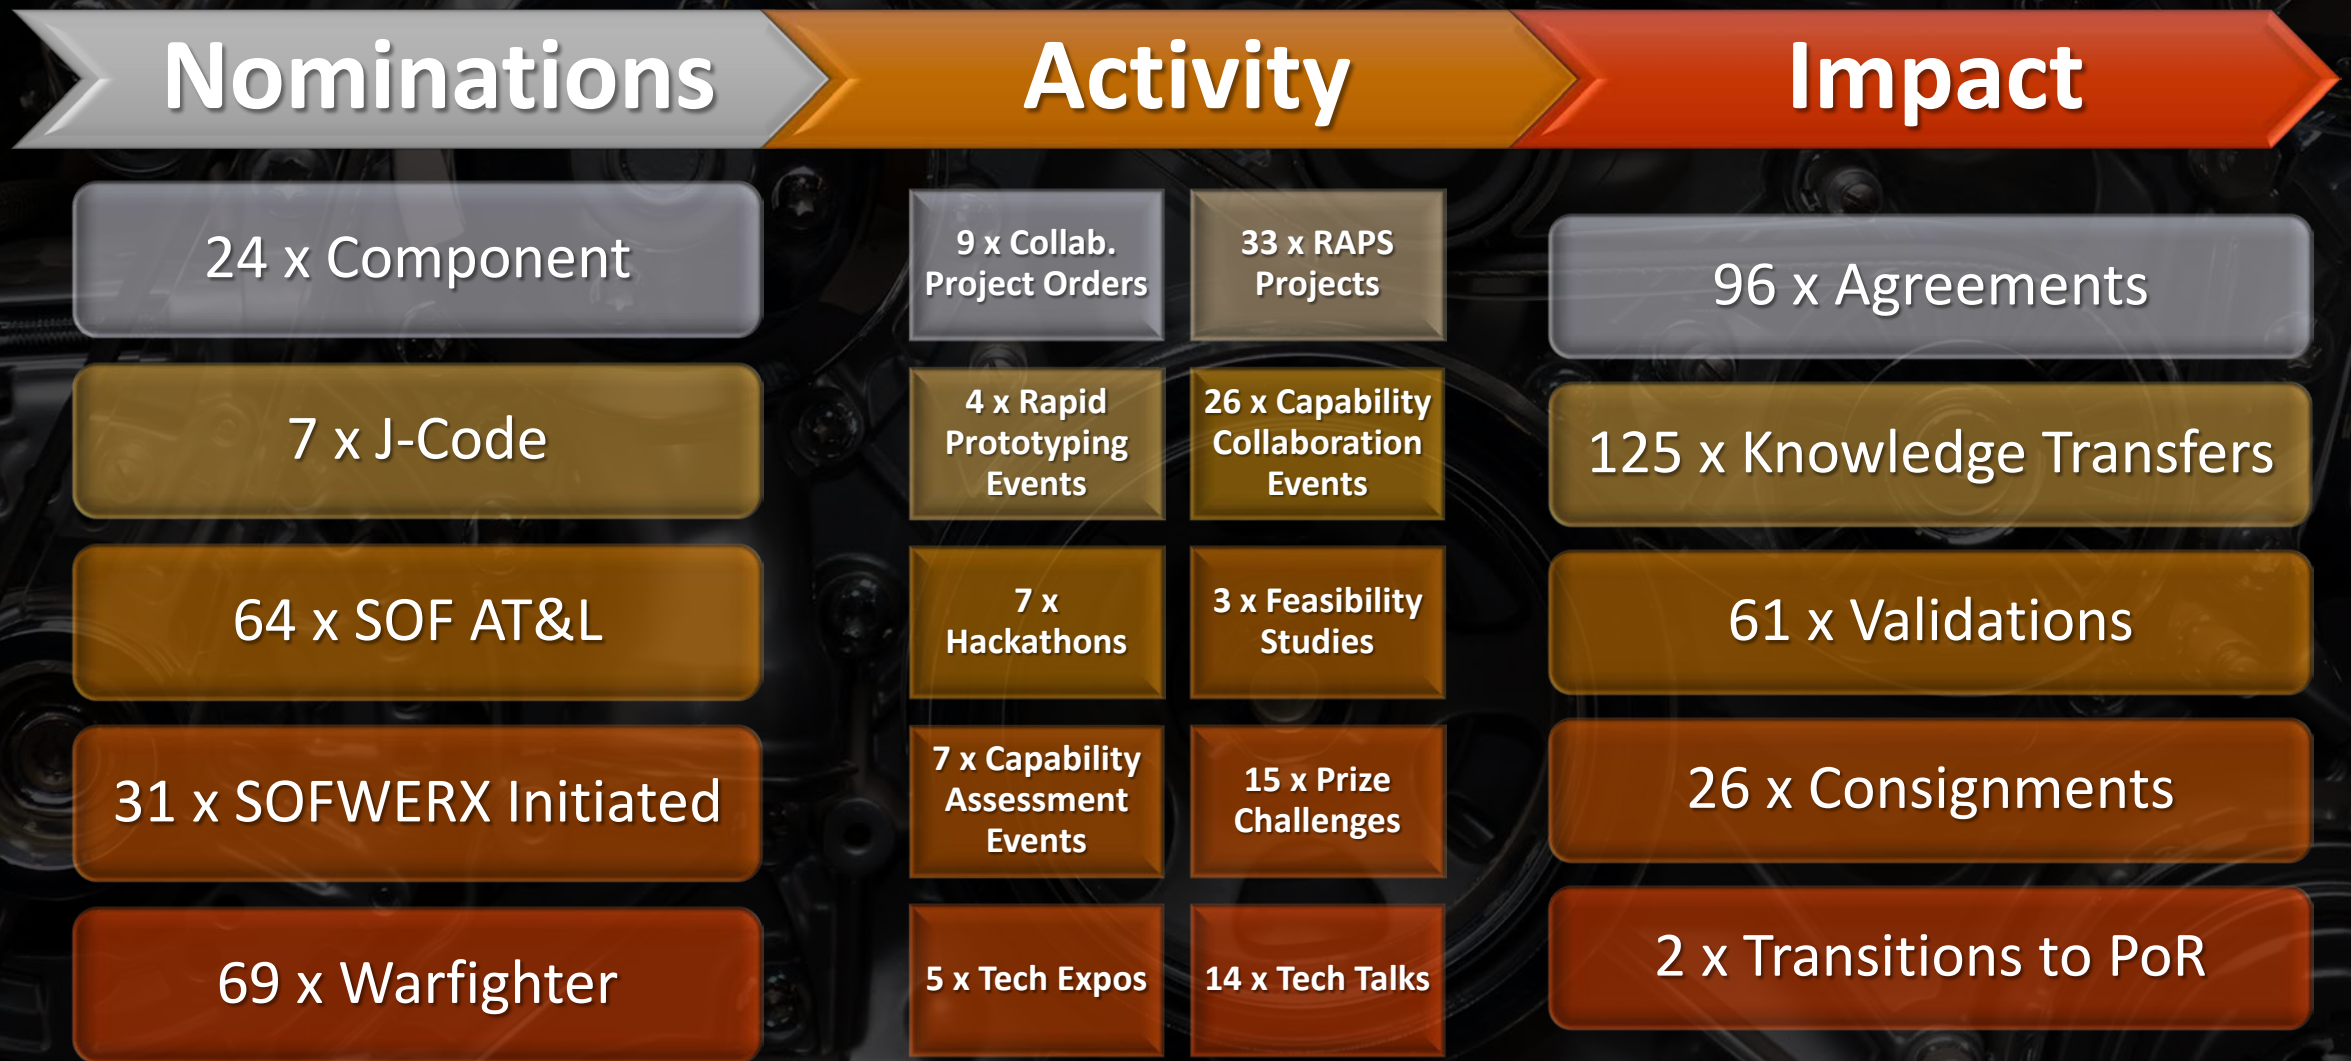 Nominations
Activity
Impact
24 x Component
7 x J-Code
64 x SOF AT&L
31 x SOFWERX Initiated
69 x Warfighter
9 x Collab.
Project Orders
33 x RAPS
Projects
4 x Rapid
Prototyping
Events
26 x Capability
Collaboration
Events
7 x
Hackathons
3 x Feasibility
Studies
7 x Capability
Assessment
Events
15 x Prize
Challenges
5 x Tech Expos
14 x Tech Talks
96 x Agreements
125 x Knowledge Transfers
61 x Validations
26 x Consignments
2 x Transitions to PoR